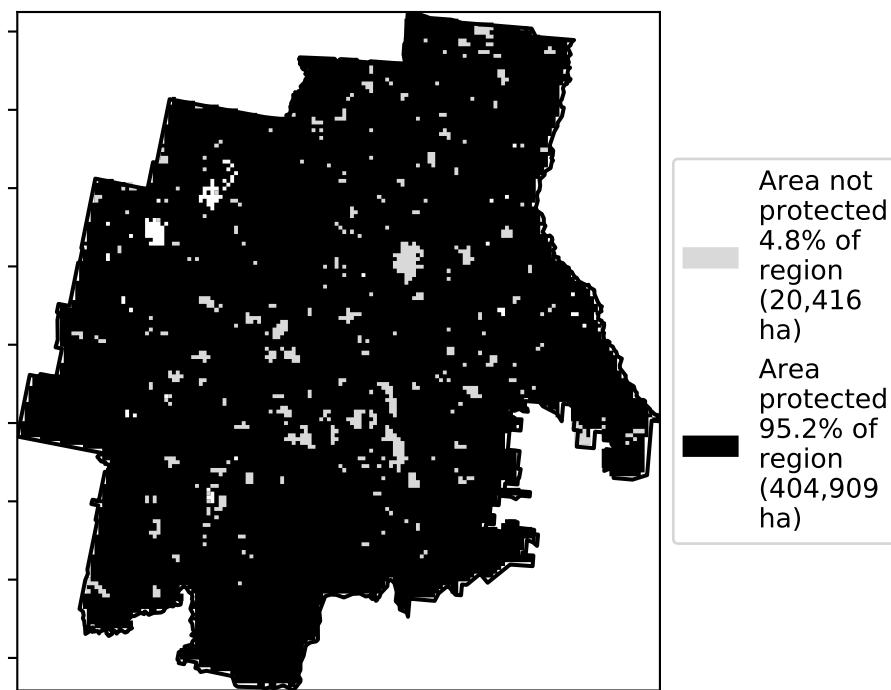 Area not
protected
4.8% of
region
(20,416
ha)
Area
protected
95.2% of
region
(404,909
ha)